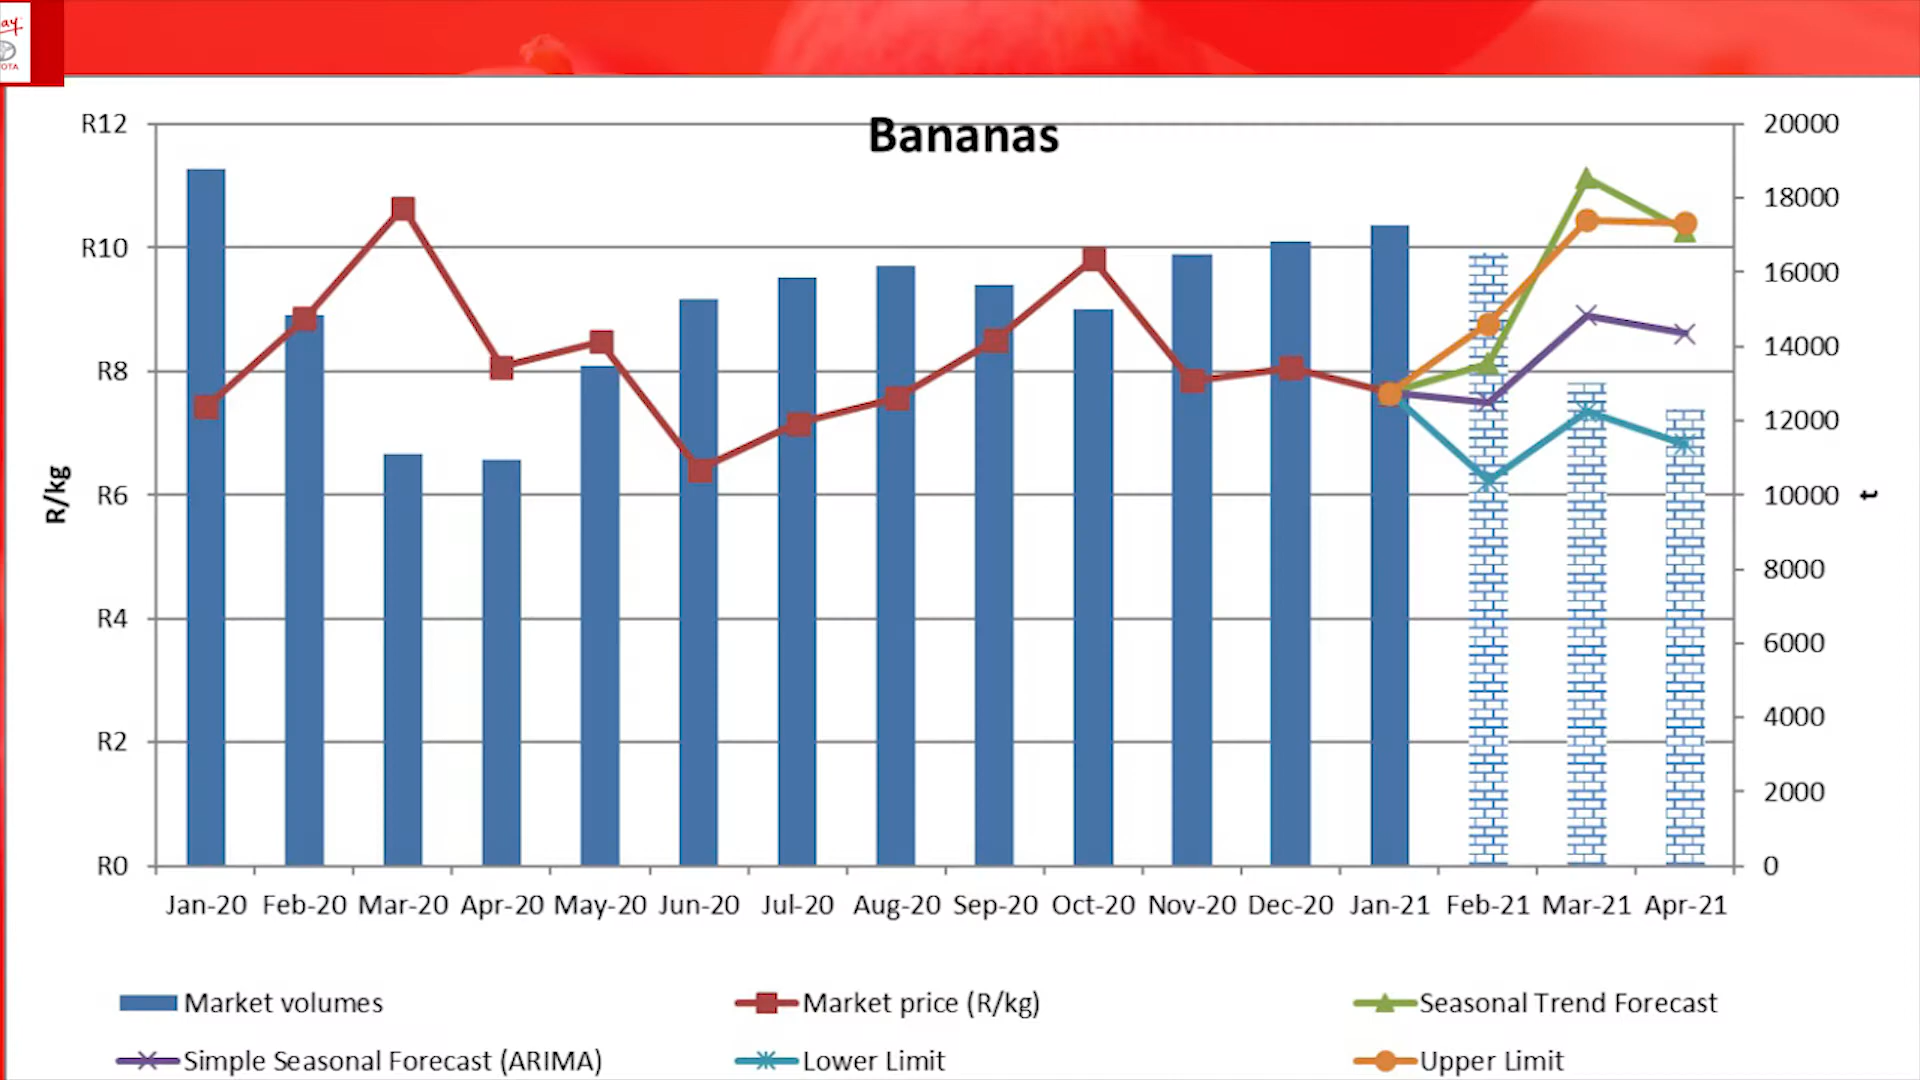 ay
OTA
Bananas
R12
R10
R8
R6
R4
R2
R0
R/kg
20000
18000
16000
14000
12000
10000
8000
6000
4000
2000
0
t
Jan-20 Feb-20 Mar-20 Apr-20 May-20 Jun-20 Jul-20 Aug-20 Sep-20 Oct-20 Nov-20 Dec-20 Jan-21 Feb-21 Mar-21 Apr-21
Market volumes Market price (R/kg) Seasonal Trend Forecast
Simple Seasonal Forecast (ARIMA) Lower Limit Upper Limit